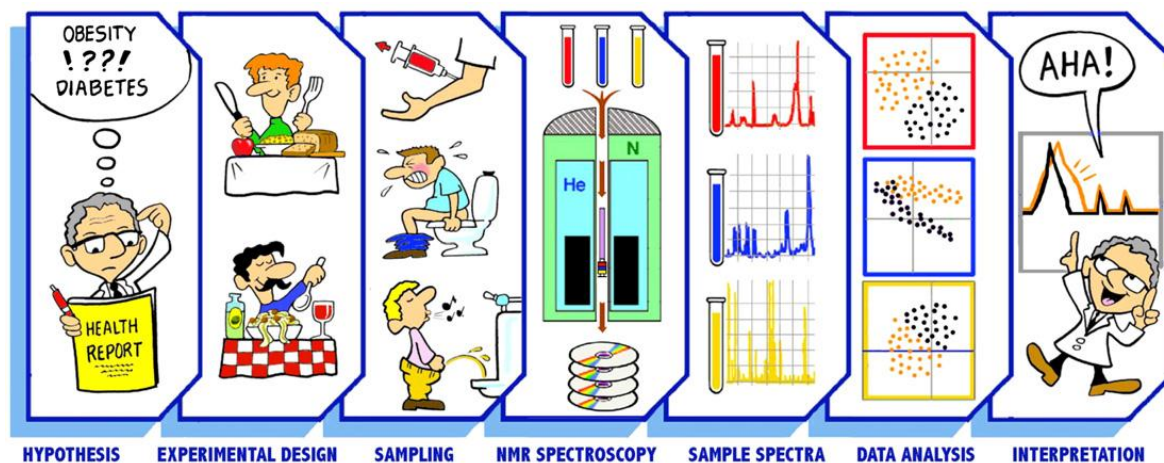 OBESITY
!???!
DIABETES
HEALTH
REPORT
N
He
AHA!
HYPOTHESIS
EXPERIMENTAL DESIGN
SAMPLING
NMR SPECTROSCOPY
SAMPLE SPECTRA
DATA ANALYSIS
INTERPRETATION